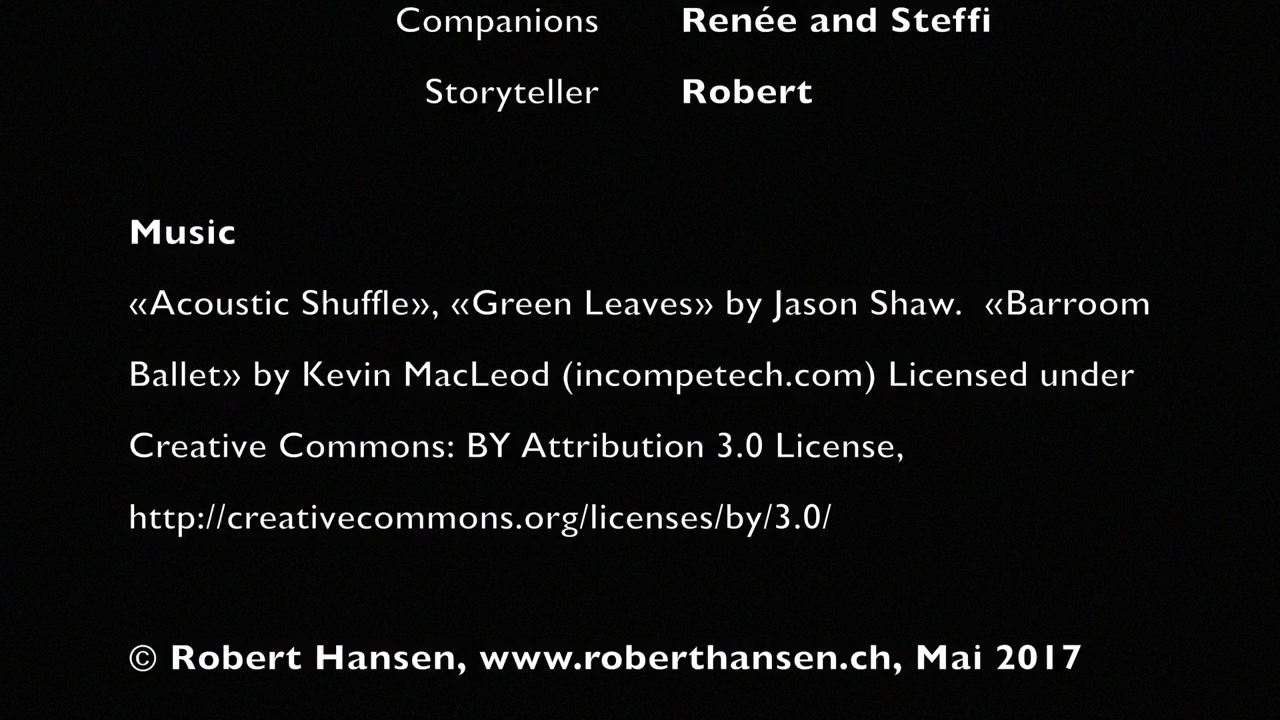 Companions Renée and Steffi
Storyteller Robert
Music
«Acoustic Shuffle», «Green Leaves» by Jason Shaw. «Barroom
Ballet» by Kevin MacLeod (incompetech.com) Licensed under
Creative Commons: BY Attribution 3.0 License,
http://creativecommons.org/licenses/by/3.0/
© Robert Hansen, www.roberthansen.ch, Mai 2017